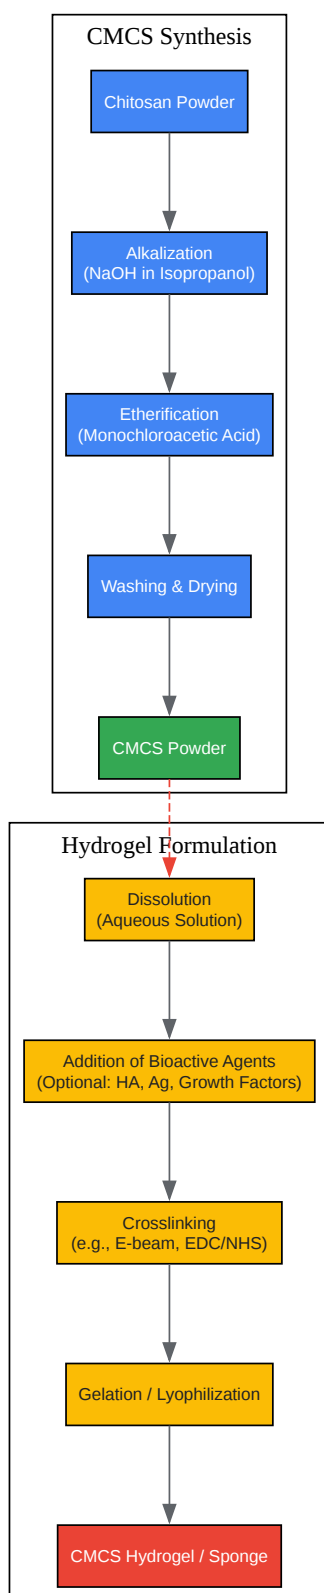 CMCS Synthesis
Chitosan Powder
Alkalization
(NaOH in Isopropanol)
Etherification
(Monochloroacetic Acid)
Washing & Drying
CMCS Powder
Hydrogel Formulation
Dissolution
(Aqueous Solution)
Addition of Bioactive Agents
(Optional: HA, Ag, Growth Factors)
Crosslinking
(e.g., E-beam, EDC/NHS)
Gelation / Lyophilization
CMCS Hydrogel / Sponge